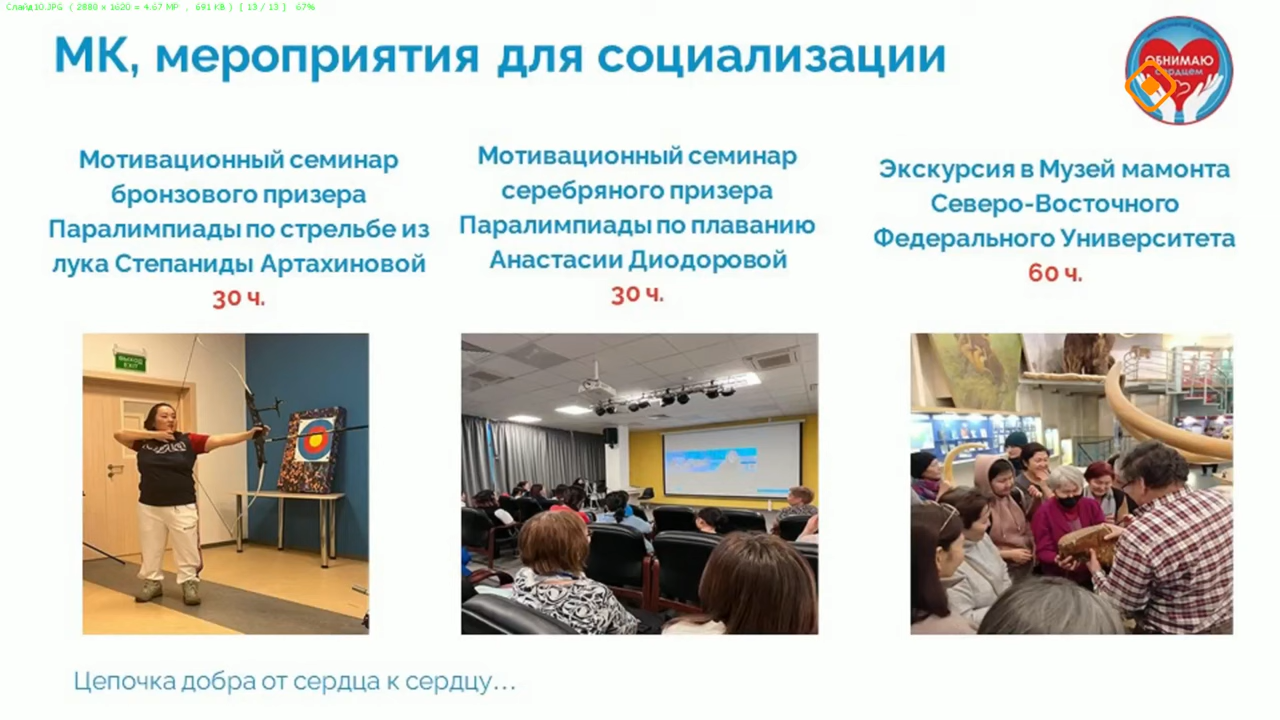 Слайд10.JPG ( 2880 x 1620 = 4.67 MP , 691 KB ) [ 13 / 13 ] 67%
МК, мероприятия для социализации
ОБНИМАЮ
сердцем
Мотивационный семинар
бронзового призера
Паралимпиады по стрельбе из
лука Степаниды Артахиновой
30 ч.
Мотивационный семинар
серебряного призера
Паралимпиады по плаванию
Анастасии Диодоровой
30 ч.
Экскурсия в Музей мамонта
Северо-Восточного
Федерального Университета
60 ч.
ВЫХОД
EXIT
Цепочка добра от сердца к сердцу...